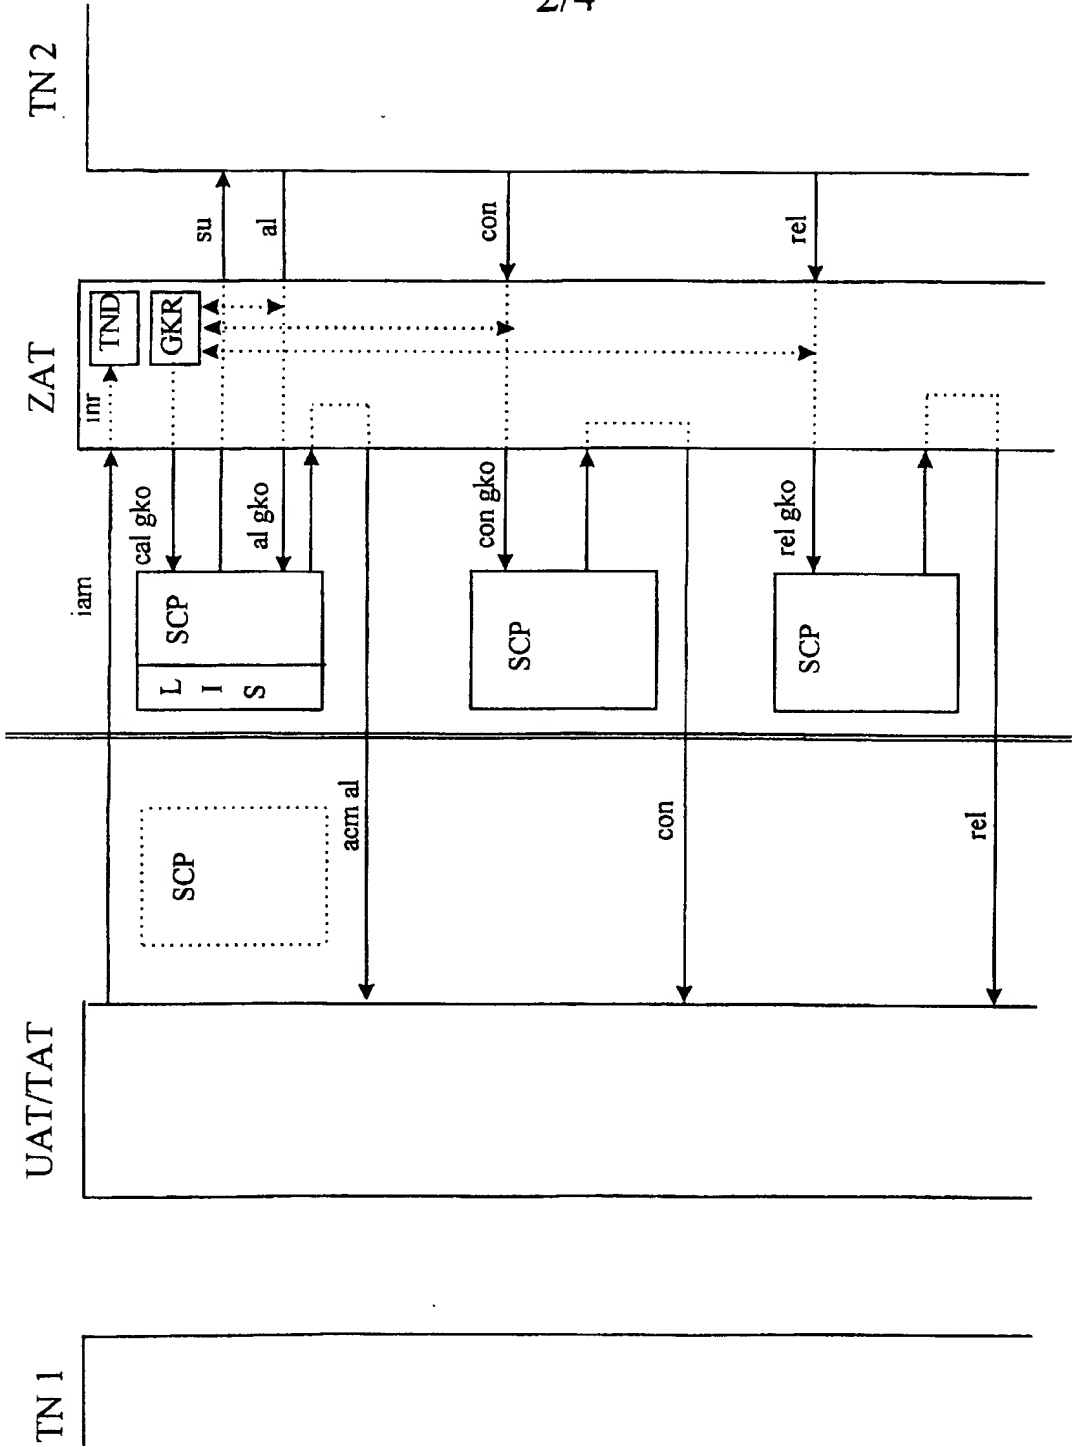 2/4
TN 1
UAT/TAT
ZAT
TN 2
iam
inr
TND
GKR
cal gko
su
SCP
L
I
S
SCP
al gko
al
acm al
con gko
con
SCP
con
rel gko
rel
SCP
rel